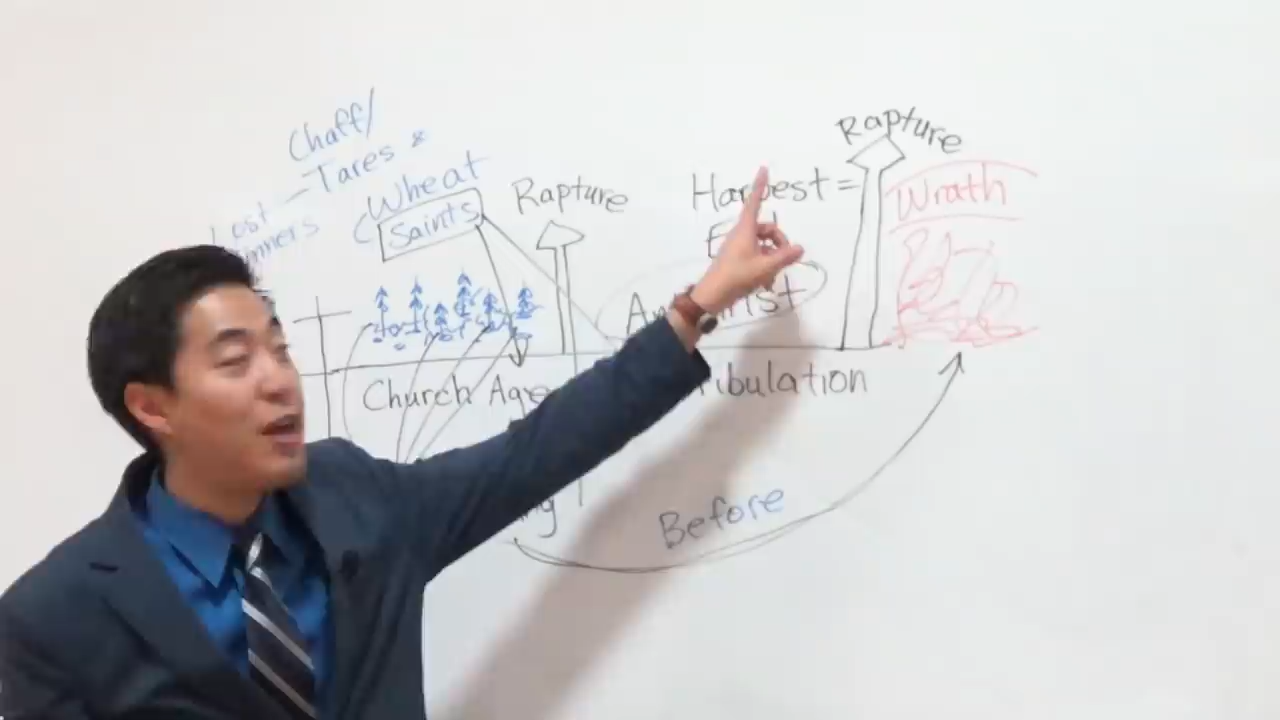 Chaff/
Tares &
Wheat
(Saints
Lost
Rapture
Harvest =
Rapture
Wrath
Church Age
Before